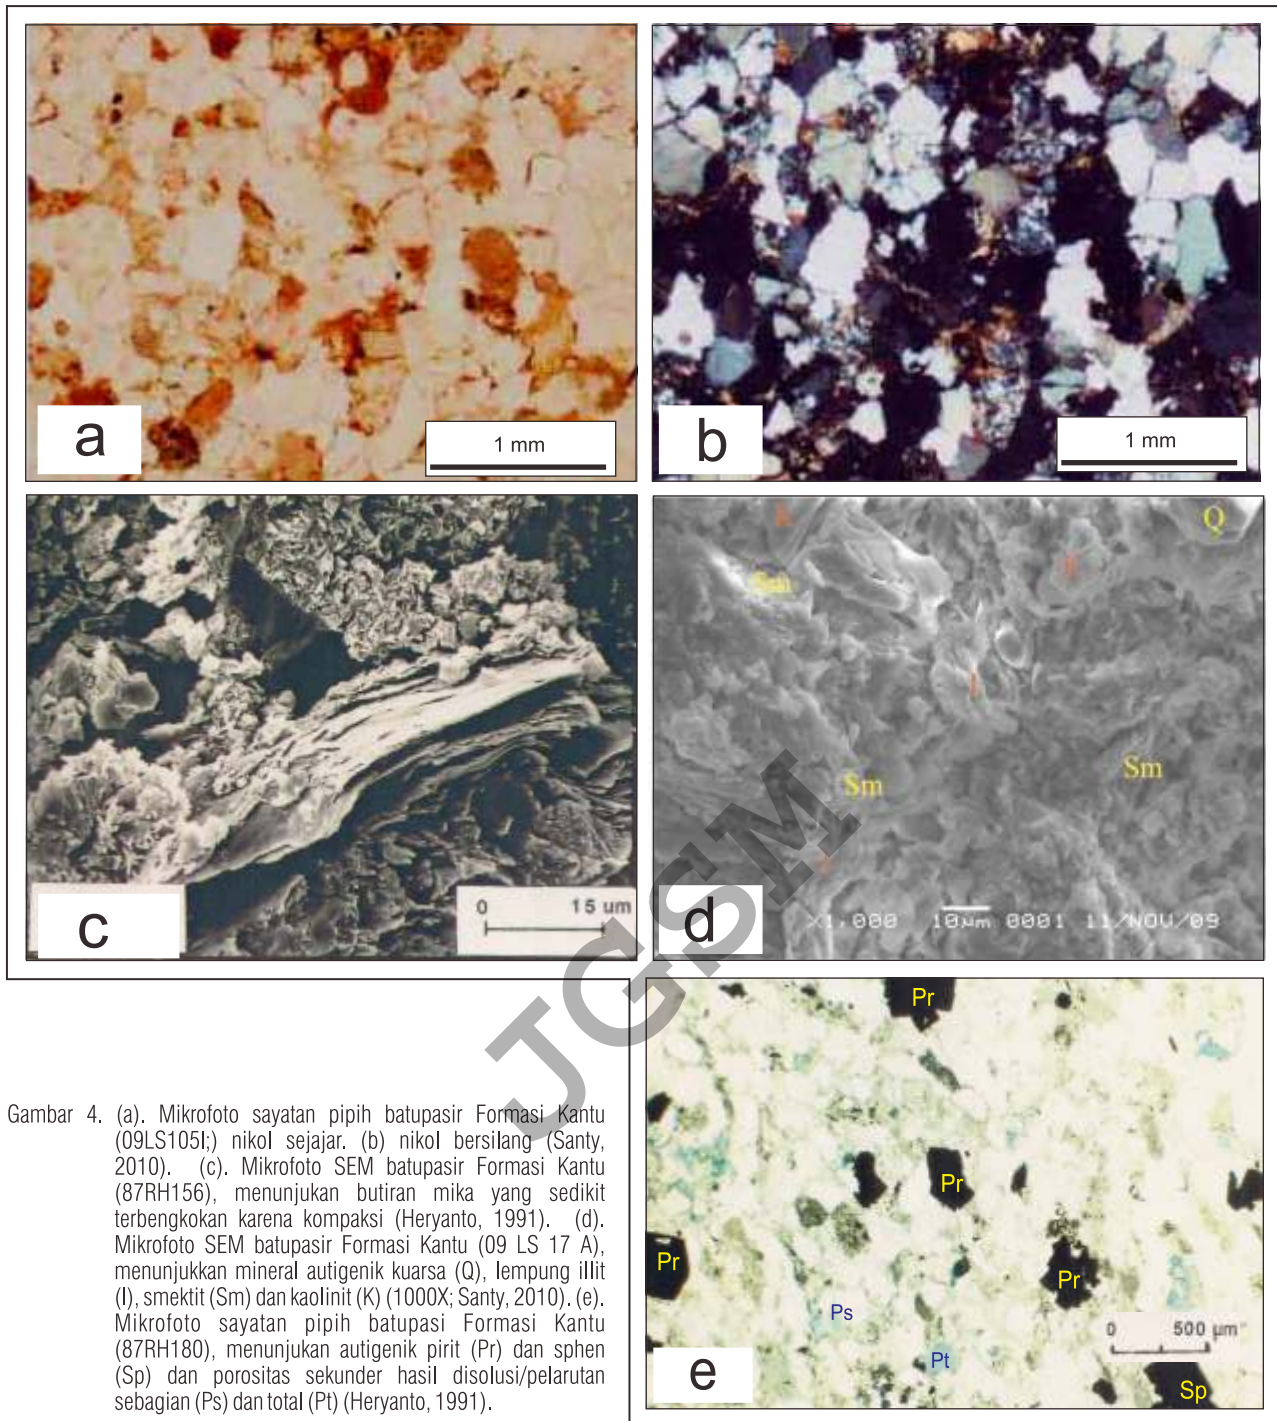 a
1 mm
b
1 mm
c
0 15 um
Q
Sm
I
Sm
Sm
d
X1,000 10µm 0001 11/NOV/09
JGSM
Pr
Pr
Pr
Pr
Ps
Pt
0 500 µm
e
Sp
Gambar 4. (a). Mikrofoto sayatan pipih batupasir Formasi Kantu
(09LS105I;) nikol sejajar. (b) nikol bersilang (Santy,
2010). (c). Mikrofoto SEM batupasir Formasi Kantu
(87RH156), menunjukan butiran mika yang sedikit
terbengkokan karena kompaksi (Heryanto, 1991). (d).
Mikrofoto SEM batupasir Formasi Kantu (09 LS 17 A),
menunjukkan mineral autigenik kuarsa (Q), lempung illit
(I), smektit (Sm) dan kaolinit (K) (1000X; Santy, 2010). (e).
Mikrofoto sayatan pipih batupasi Formasi Kantu
(87RH180), menunjukan autigenik pirit (Pr) dan sphen
(Sp) dan porositas sekunder hasil disolusi/pelarutan
sebagian (Ps) dan total (Pt) (Heryanto, 1991).